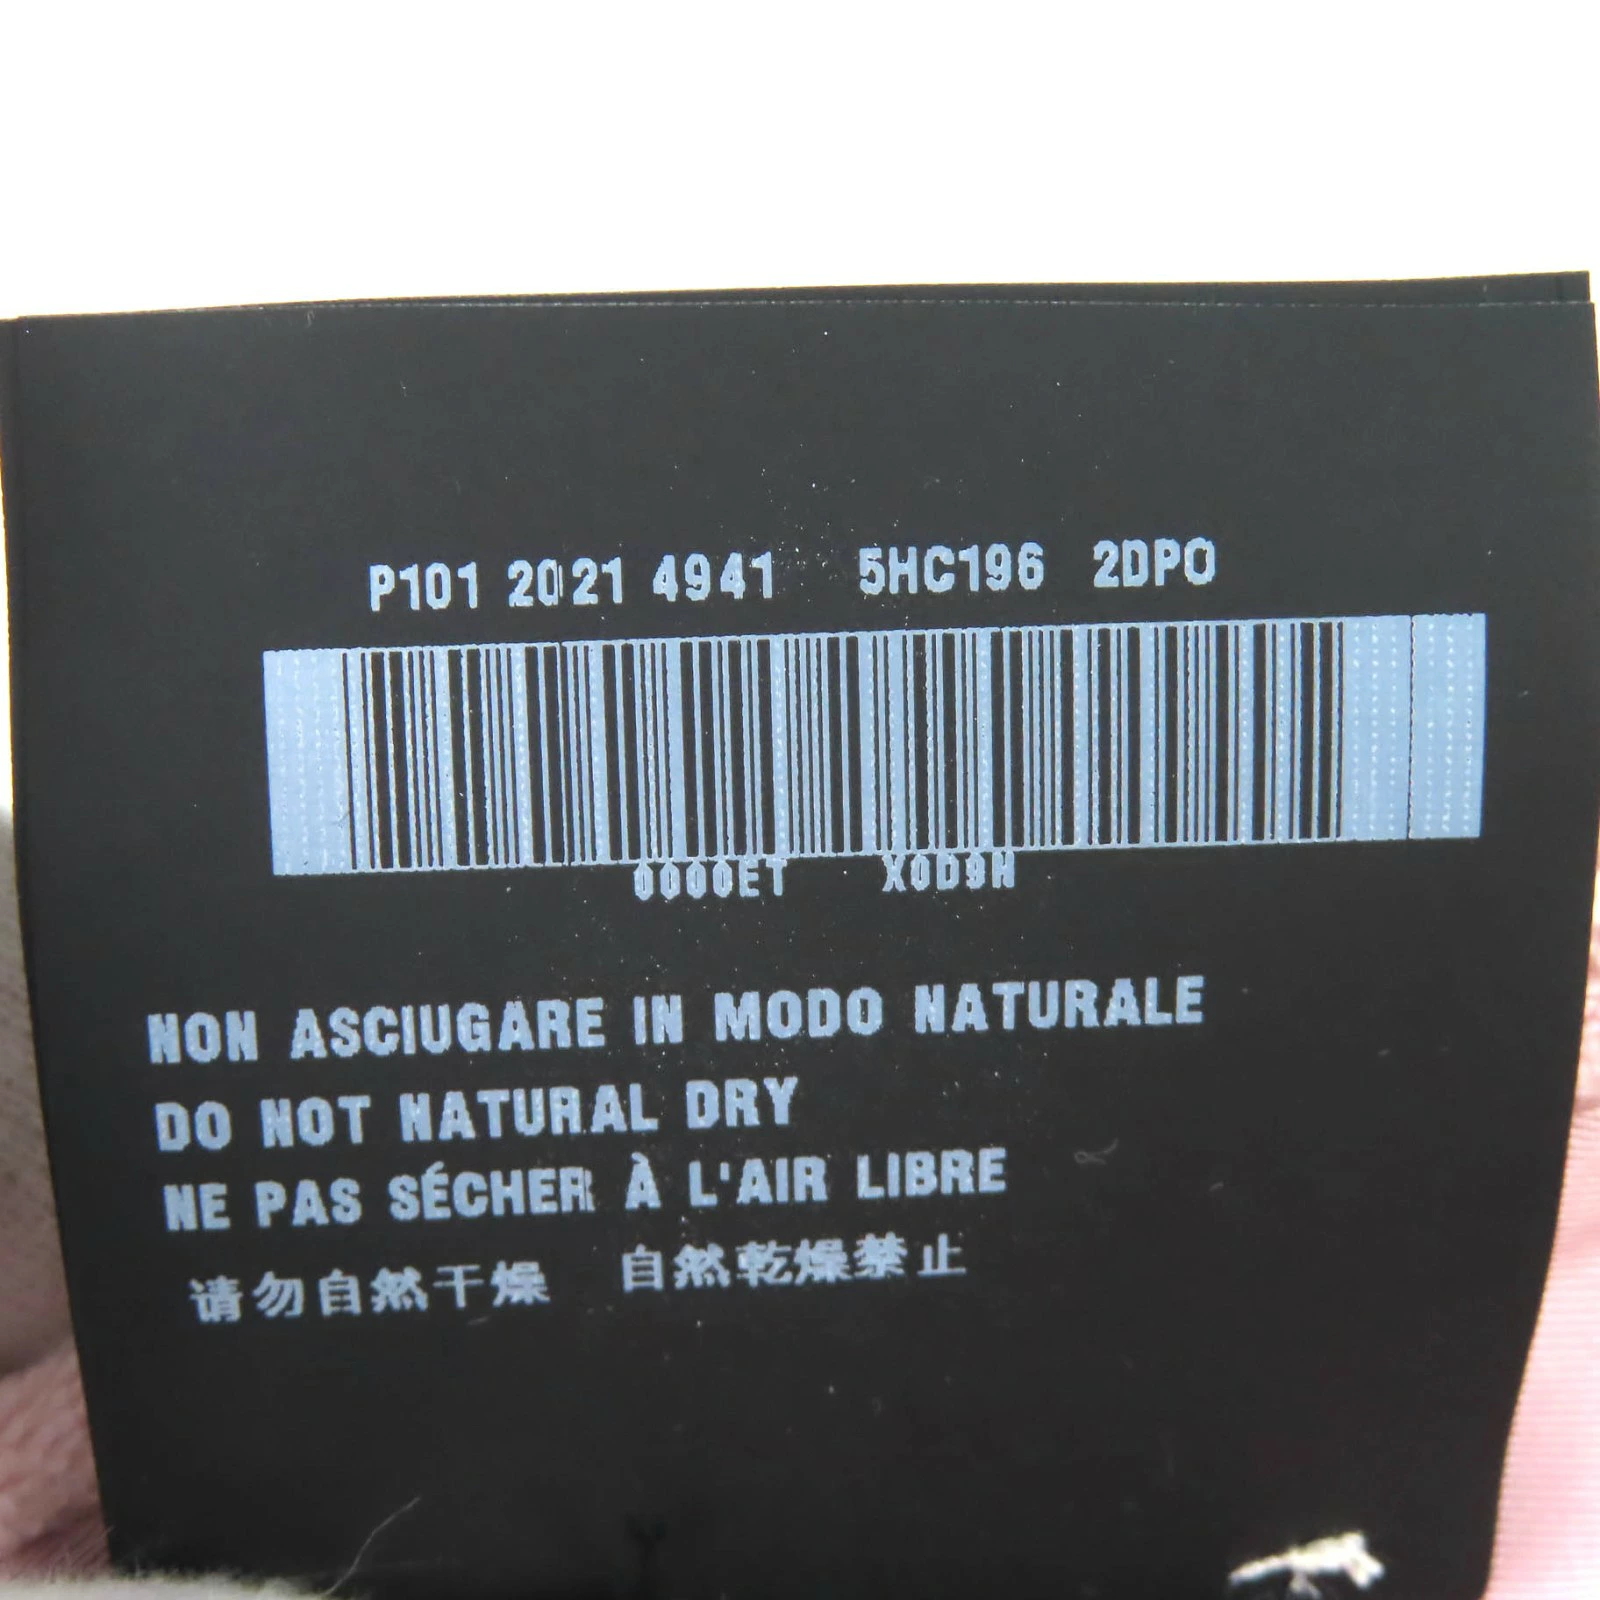 P101 2021 4941 5HC196 2DPO
0000ET X0D9H
NON ASCIUGARE IN MODO NATURALE
DO NOT NATURAL DRY
NE PAS SÉCHER À L'AIR LIBRE
请勿自然干燥 自然乾燥禁止